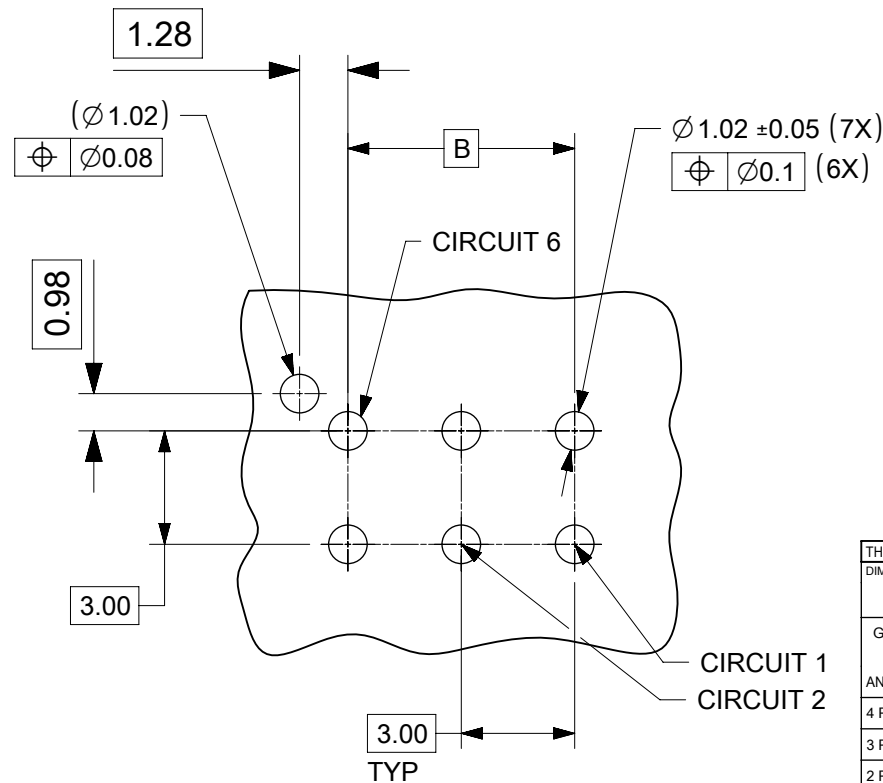 1.28
(∅1.02)
⌖ ∅0.08
B
∅1.02 ±0.05 (7X)
⌖ ∅0.1 (6X)
CIRCUIT 6
0.98
3.00
CIRCUIT 1
CIRCUIT 2
3.00
TYP
TH
DIM
G
AN
4 P
3 P
2 P